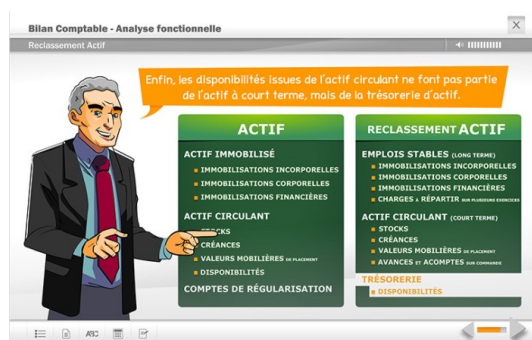 Bilan Comptable - Analyse fonctionnelle
X
Reclassement Actif
Enfin, les disponibilités issues de l'actif circulant ne font pas partie
de l'actif à court terme, mais de la trésorerie d'actif.
ACTIF
ACTIF IMMOBILISÉ
IMMOBILISATIONS INCORPORELLES
IMMOBILISATIONS CORPORELLES
IMMOBILISATIONS FINANCIÈRES
ACTIF CIRCULANT
STOCKS
CRÉANCES
VALEURS MOBILIÈRES DE PLACEMENT
DISPONIBILITÉS
COMPTES DE RÉGULARISATION
RECLASSEMENT ACTIF
EMPLOIS STABLES (LONG TERME)
IMMOBILISATIONS INCORPORELLES
IMMOBILISATIONS CORPORELLES
IMMOBILISATIONS FINANCIÈRES
CHARGES À RÉPARTIR SUR PLUSIEURS EXERCICES
ACTIF CIRCULANT (COURT TERME)
STOCKS
CRÉANCES
VALEURS MOBILIÈRES DE PLACEMENT
AVANCES ET ACOMPTES SUR COMMANDE
TRÉSORERIE
DISPONIBILITÉS
ABC